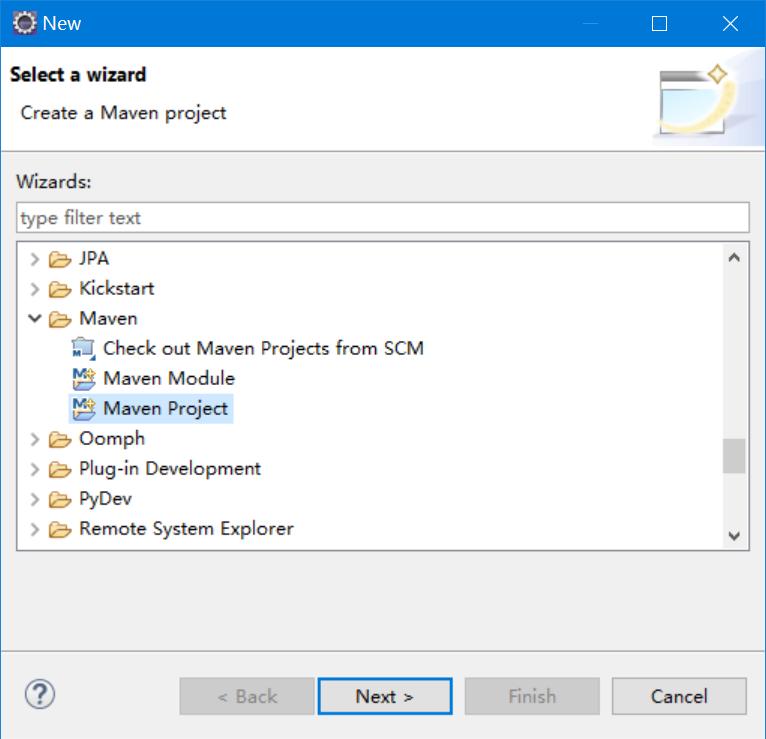 New
Select a wizard
Create a Maven project
Wizards:
type filter text
JPA
Kickstart
Maven
Check out Maven Projects from SCM
Maven Module
Maven Project
Oomph
Plug-in Development
PyDev
Remote System Explorer
< Back Next > Finish Cancel